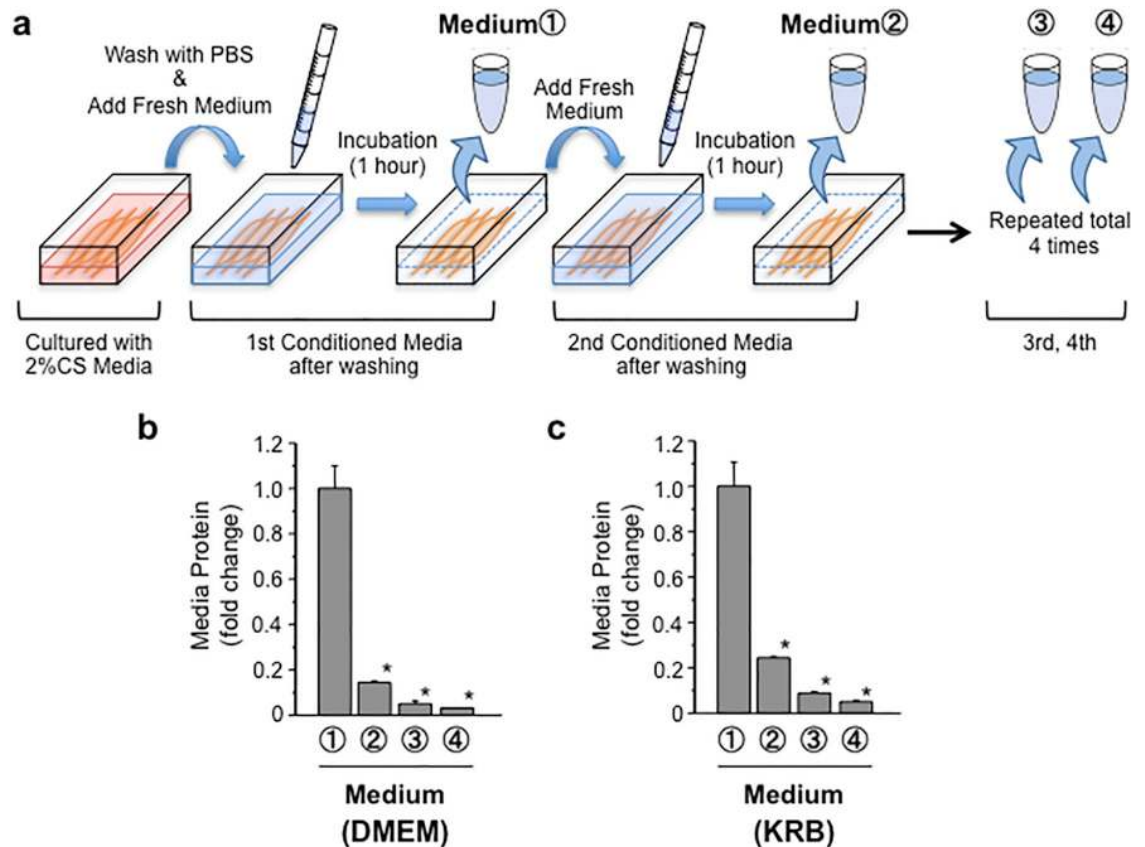 a
Wash with PBS
&
Add Fresh Medium
Medium①
Incubation
(1 hour)
Add Fresh
Medium
Medium②
Incubation
(1 hour)
③ ④
Repeated total
4 times
Cultured with
2%CS Media
1st Conditioned Media
after washing
2nd Conditioned Media
after washing
3rd, 4th
b
Media Protein
(fold change)
1.2
1.0
0.8
0.6
0.4
0.2
0
* * *
① ② ③ ④
Medium
(DMEM)
c
Media Protein
(fold change)
1.2
1.0
0.8
0.6
0.4
0.2
0
* * *
① ② ③ ④
Medium
(KRB)